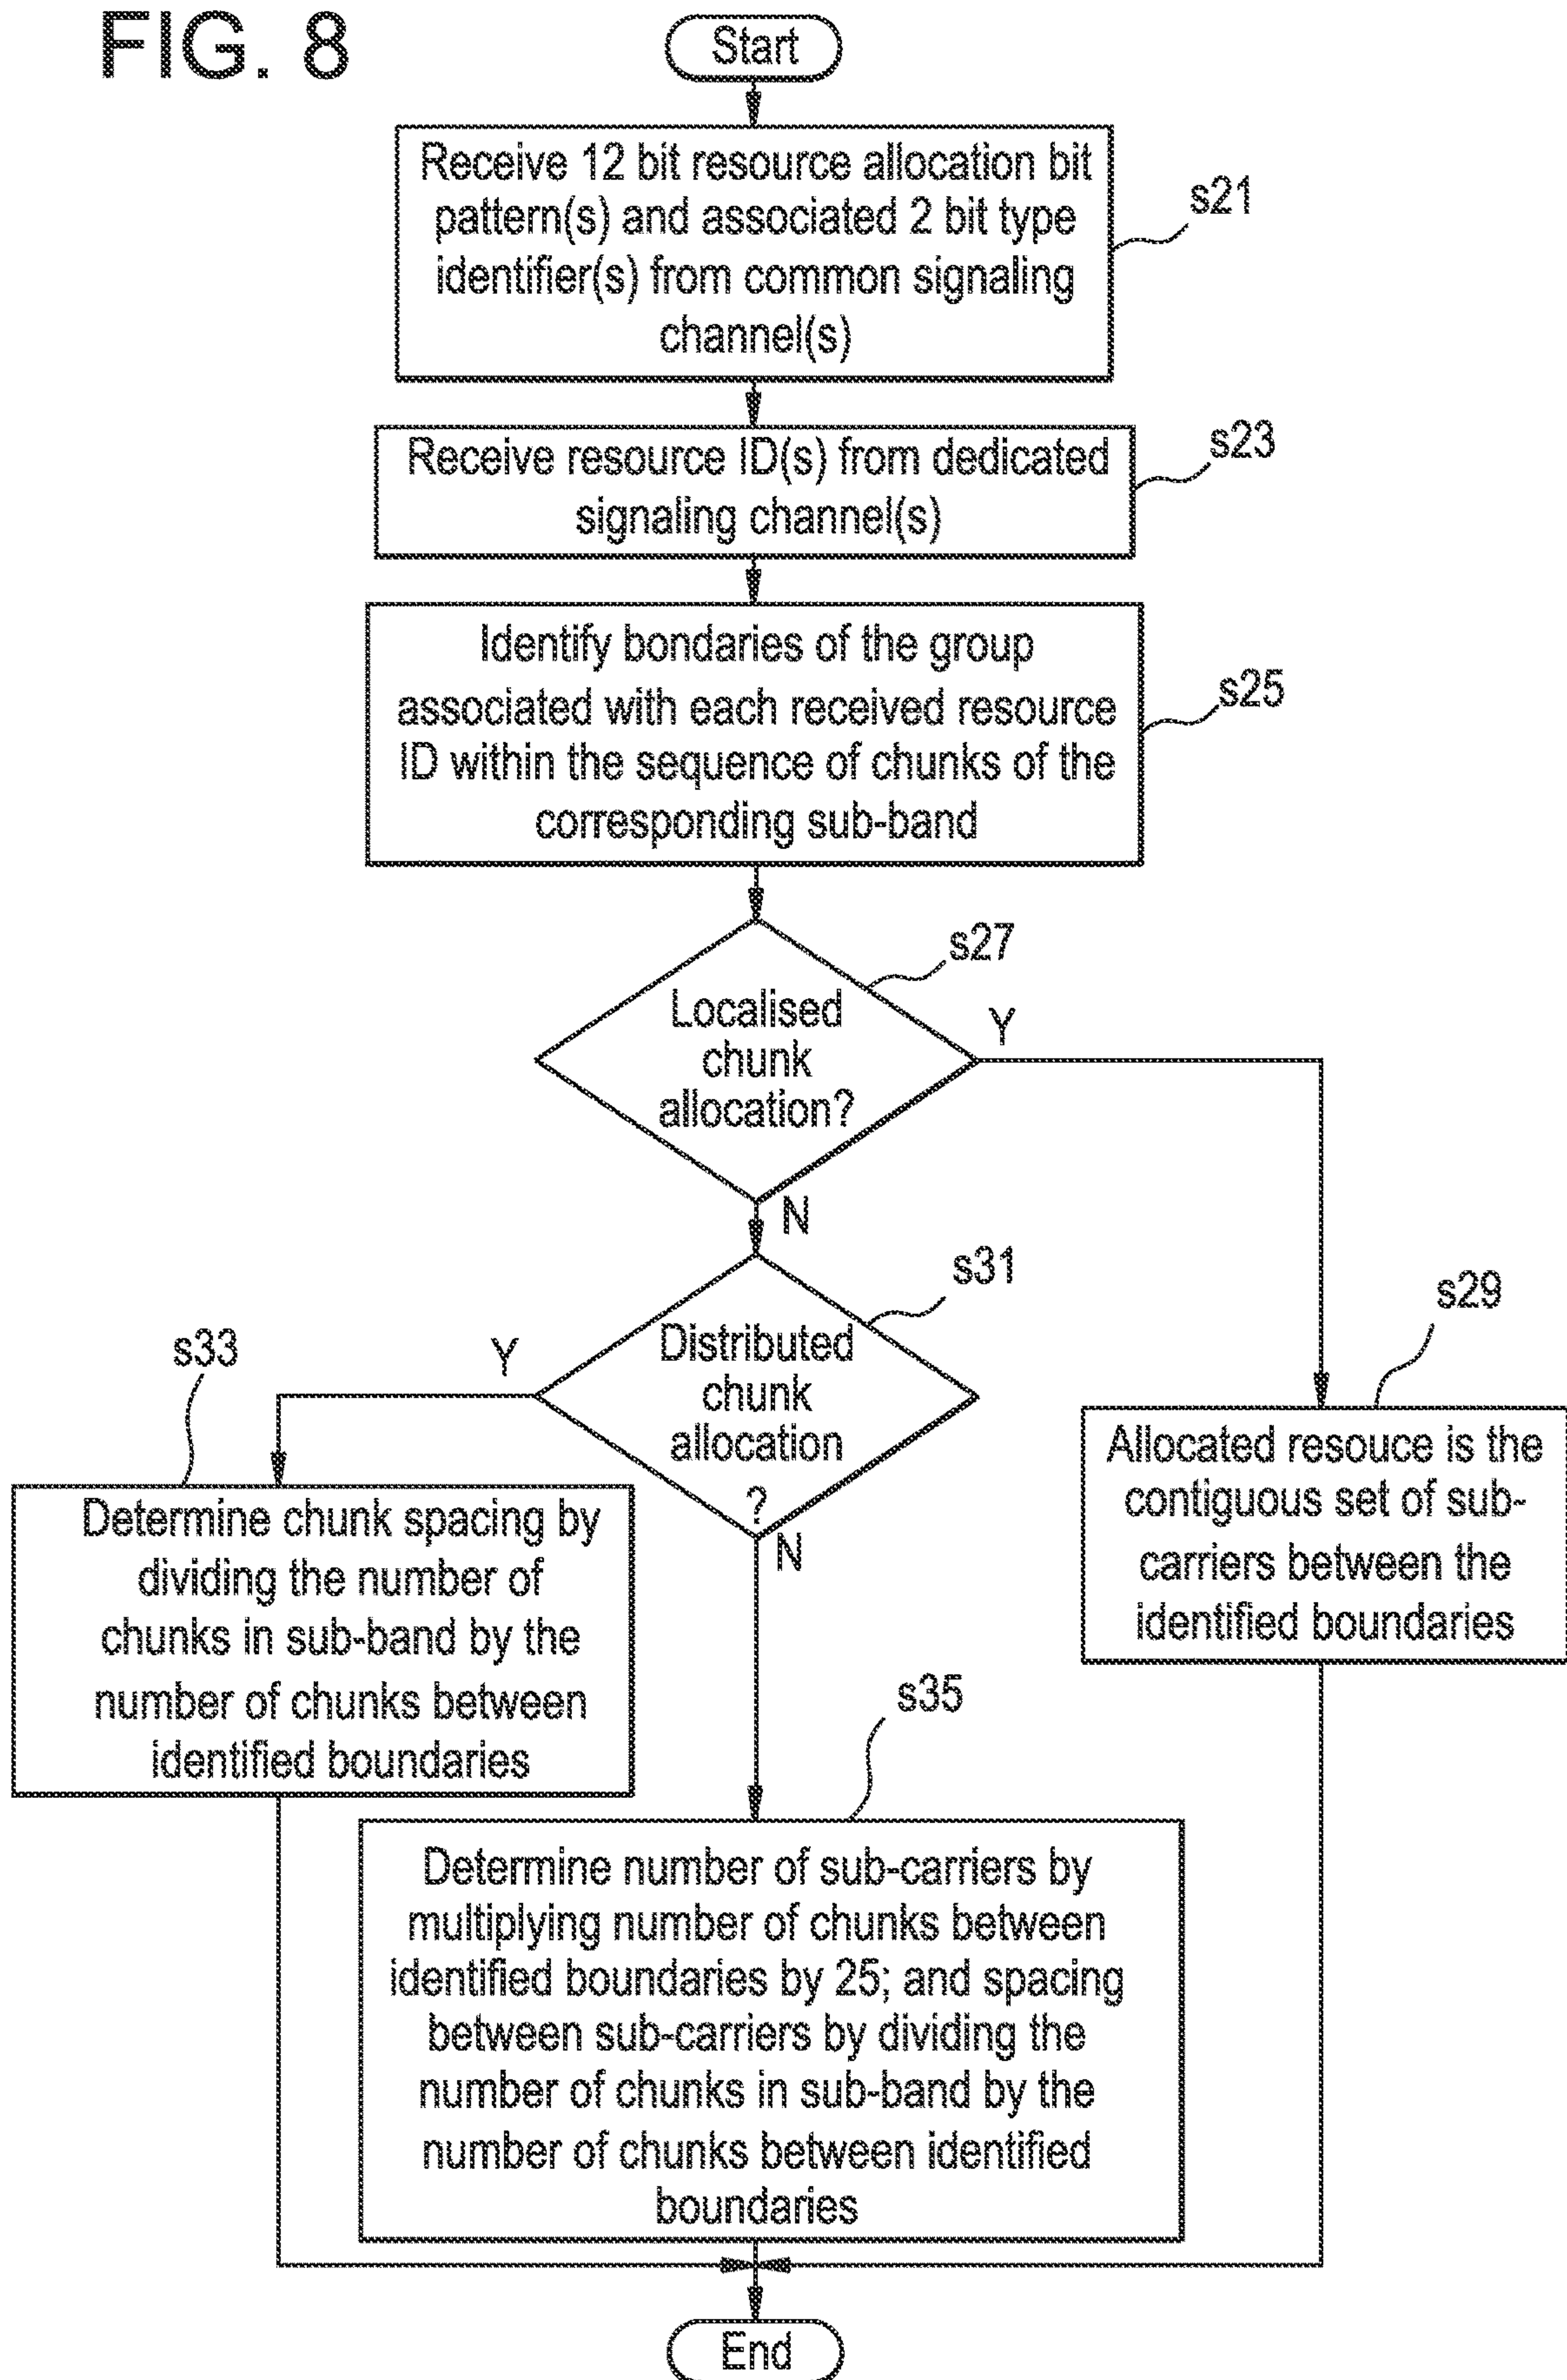 FIG. 8
Start
Receive 12 bit resource allocation bit
pattern(s) and associated 2 bit type
identifier(s) from common signaling
channel(s)
s21
Receive resource ID(s) from dedicated
signaling channel(s)
s23
Identify bondaries of the group
associated with each received resource
ID within the sequence of chunks of the
corresponding sub-band
s25
s27
Localised
chunk
allocation?
Y
N
s31
Distributed
chunk
allocation
?
Y
N
s33
Determine chunk spacing by
dividing the number of
chunks in sub-band by the
number of chunks between
identified boundaries
s29
Allocated resouce is the
contiguous set of sub-
carriers between the
identified boundaries
s35
Determine number of sub-carriers by
multiplying number of chunks between
identified boundaries by 25; and spacing
between sub-carriers by dividing the
number of chunks in sub-band by the
number of chunks between identified
boundaries
End